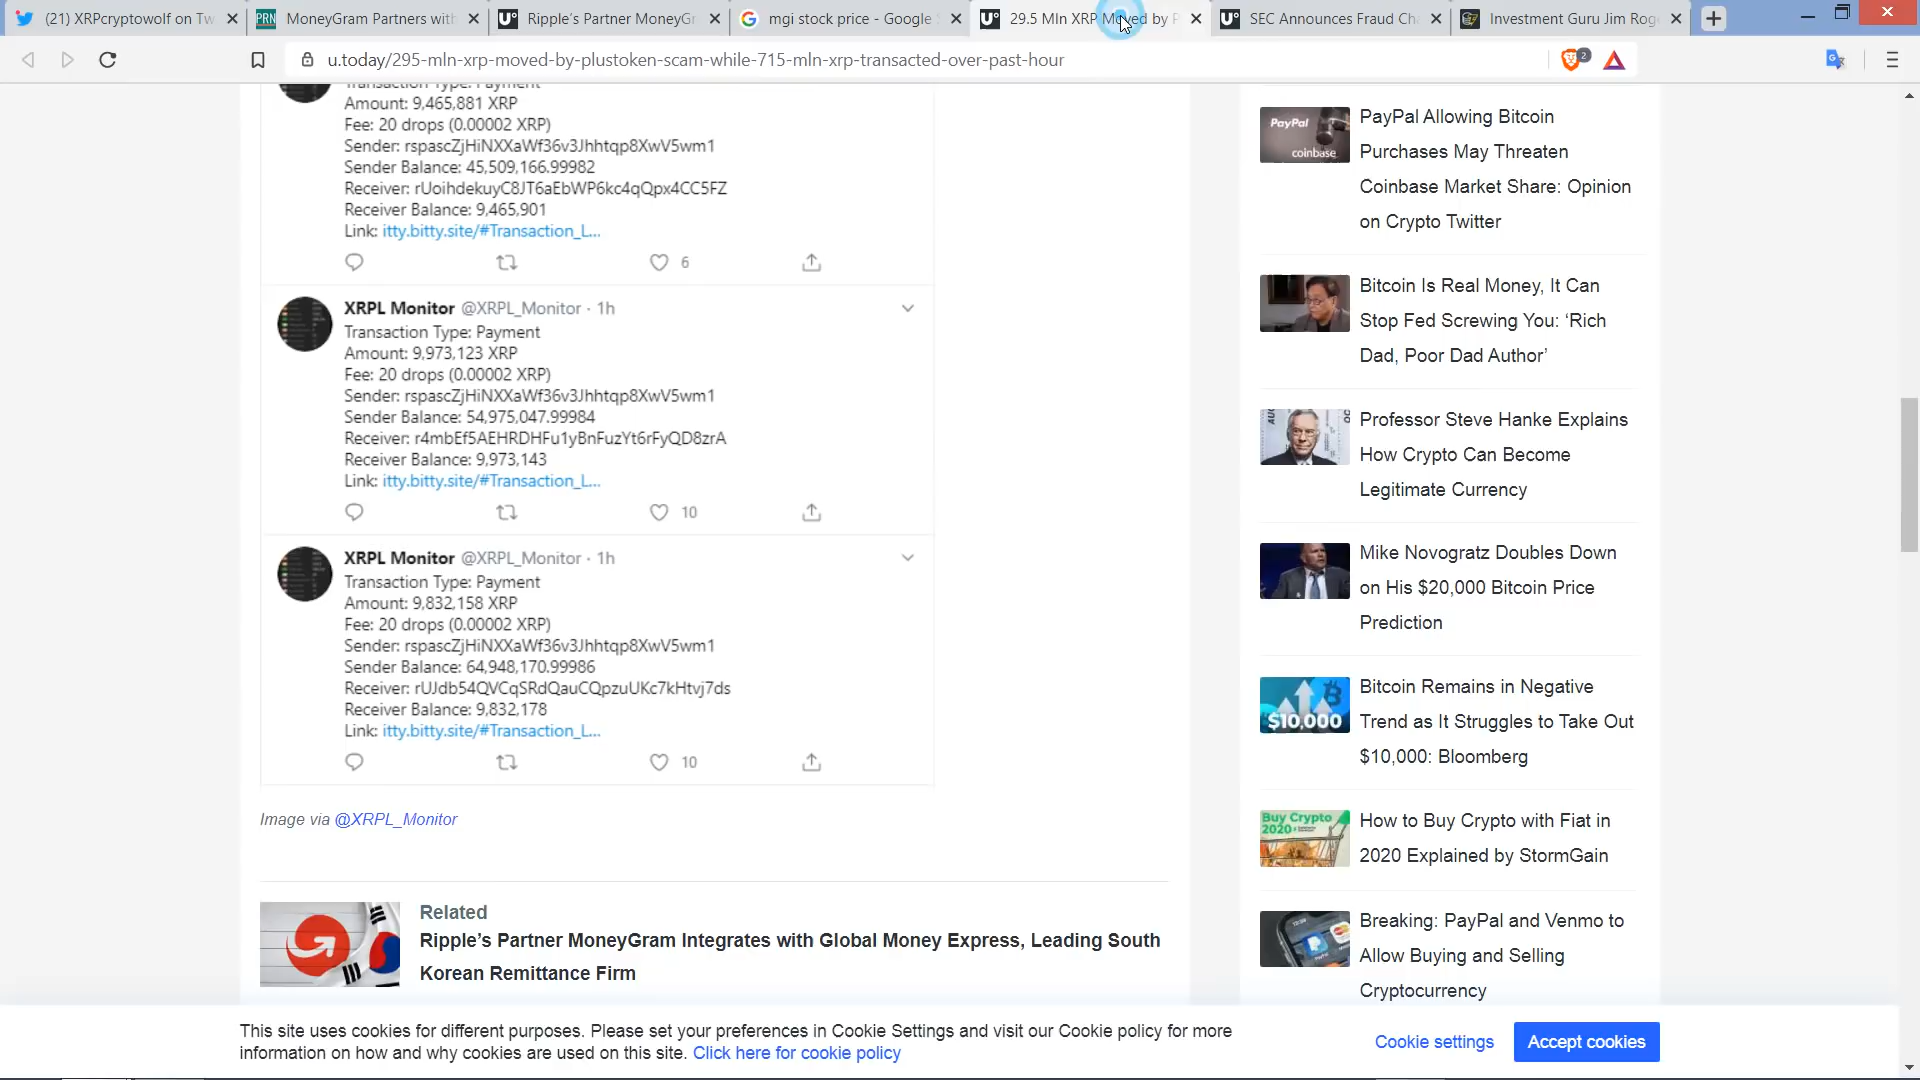 (21) XRPcryptowolf on Tw
MoneyGram Partners with
Ripple's Partner MoneyGr
mgi stock price - Google
29.5 Mln XRP Moved by P
SEC Announces Fraud Ch
Investment Guru Jim Rog
u.today/295-mln-xrp-moved-by-plustoken-scam-while-715-mln-xrp-transacted-over-past-hour
2
Transaction Type: Payment
Amount: 9,465,881 XRP
Fee: 20 drops (0.00002 XRP)
Sender: rspascZjHiNXXaWf36v3Jhhtqp8XwV5wm1
Sender Balance: 45,509,166.99982
Receiver: rUoihdekuyC8JT6aEbWP6kc4qQpx4CC5FZ
Receiver Balance: 9,465,901
Link: itty.bitty.site/#Transaction_L...
6
XRPL Monitor @XRPL_Monitor · 1h
Transaction Type: Payment
Amount: 9,973,123 XRP
Fee: 20 drops (0.00002 XRP)
Sender: rspascZjHiNXXaWf36v3Jhhtqp8XwV5wm1
Sender Balance: 54,975,047.99984
Receiver: r4mbEf5AEHRDHFu1yBnFuzYt6rFyQD8zrA
Receiver Balance: 9,973,143
Link: itty.bitty.site/#Transaction_L...
10
XRPL Monitor @XRPL_Monitor · 1h
Transaction Type: Payment
Amount: 9,832,158 XRP
Fee: 20 drops (0.00002 XRP)
Sender: rspascZjHiNXXaWf36v3Jhhtqp8XwV5wm1
Sender Balance: 64,948,170.99986
Receiver: rUJdb54QVCqSRdQauCQpzuUKc7kHtvj7ds
Receiver Balance: 9,832,178
Link: itty.bitty.site/#Transaction_L...
10
Image via @XRPL_Monitor
Related
Ripple's Partner MoneyGram Integrates with Global Money Express, Leading South
Korean Remittance Firm
PayPal
coinbase
PayPal Allowing Bitcoin
Purchases May Threaten
Coinbase Market Share: Opinion
on Crypto Twitter
Bitcoin Is Real Money, It Can
Stop Fed Screwing You: 'Rich
Dad, Poor Dad Author'
Professor Steve Hanke Explains
How Crypto Can Become
Legitimate Currency
Mike Novogratz Doubles Down
on His $20,000 Bitcoin Price
Prediction
$10,000
Bitcoin Remains in Negative
Trend as It Struggles to Take Out
$10,000: Bloomberg
Buy Crypto
2020
How to Buy Crypto with Fiat in
2020 Explained by StormGain
Breaking: PayPal and Venmo to
Allow Buying and Selling
Cryptocurrency
This site uses cookies for different purposes. Please set your preferences in Cookie Settings and visit our Cookie policy for more
information on how and why cookies are used on this site. Click here for cookie policy
Cookie settings
Accept cookies